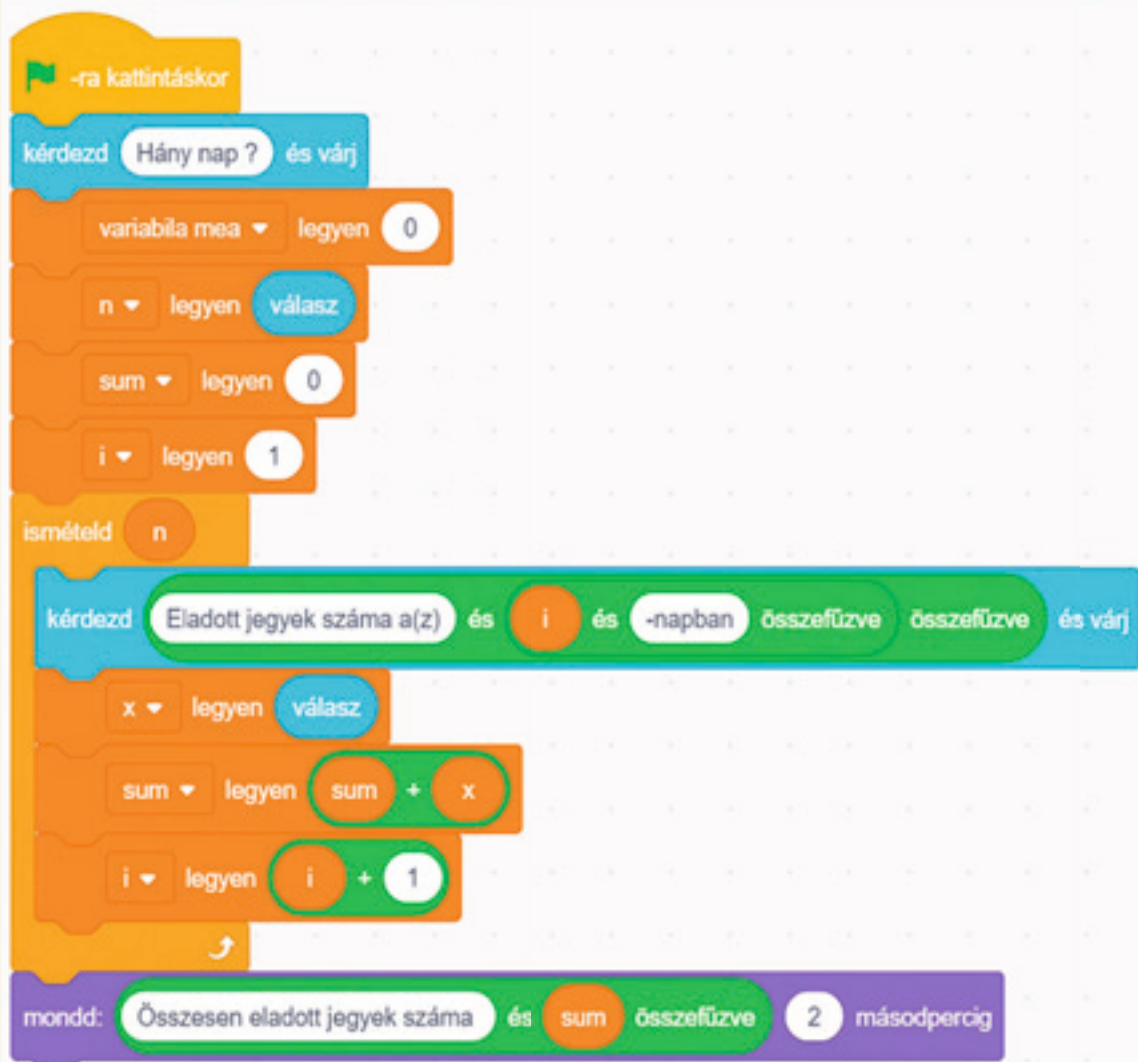 -ra kattintáskor
kérdezd Hány nap ? és várj
variabila mea legyen 0
n legyen válasz
sum legyen 0
i legyen 1
ismételd n
kérdezd Eladott jegyek száma a(z) és i és -napban összefűzve összefűzve és várj
x legyen válasz
sum legyen sum + x
i legyen i + 1
mondd: Összesen eladott jegyek száma és sum összefűzve 2 másodpercig